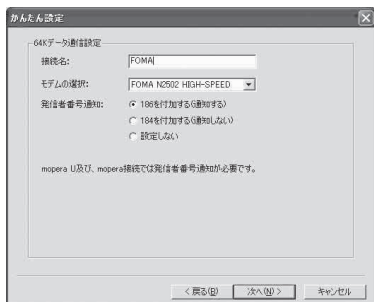 かんたん設定
64Kデータ通信設定
接続名: FOMA
モデムの選択: FOMA N2502 HIGH-SPEED
発信者番号通知: 186を付加する(通知する)
184を付加する(通知しない)
設定しない
mopera U及び、mopera接続では発信者番号通知が必要です。
< 戻る(B) 次へ(N) > キャンセル